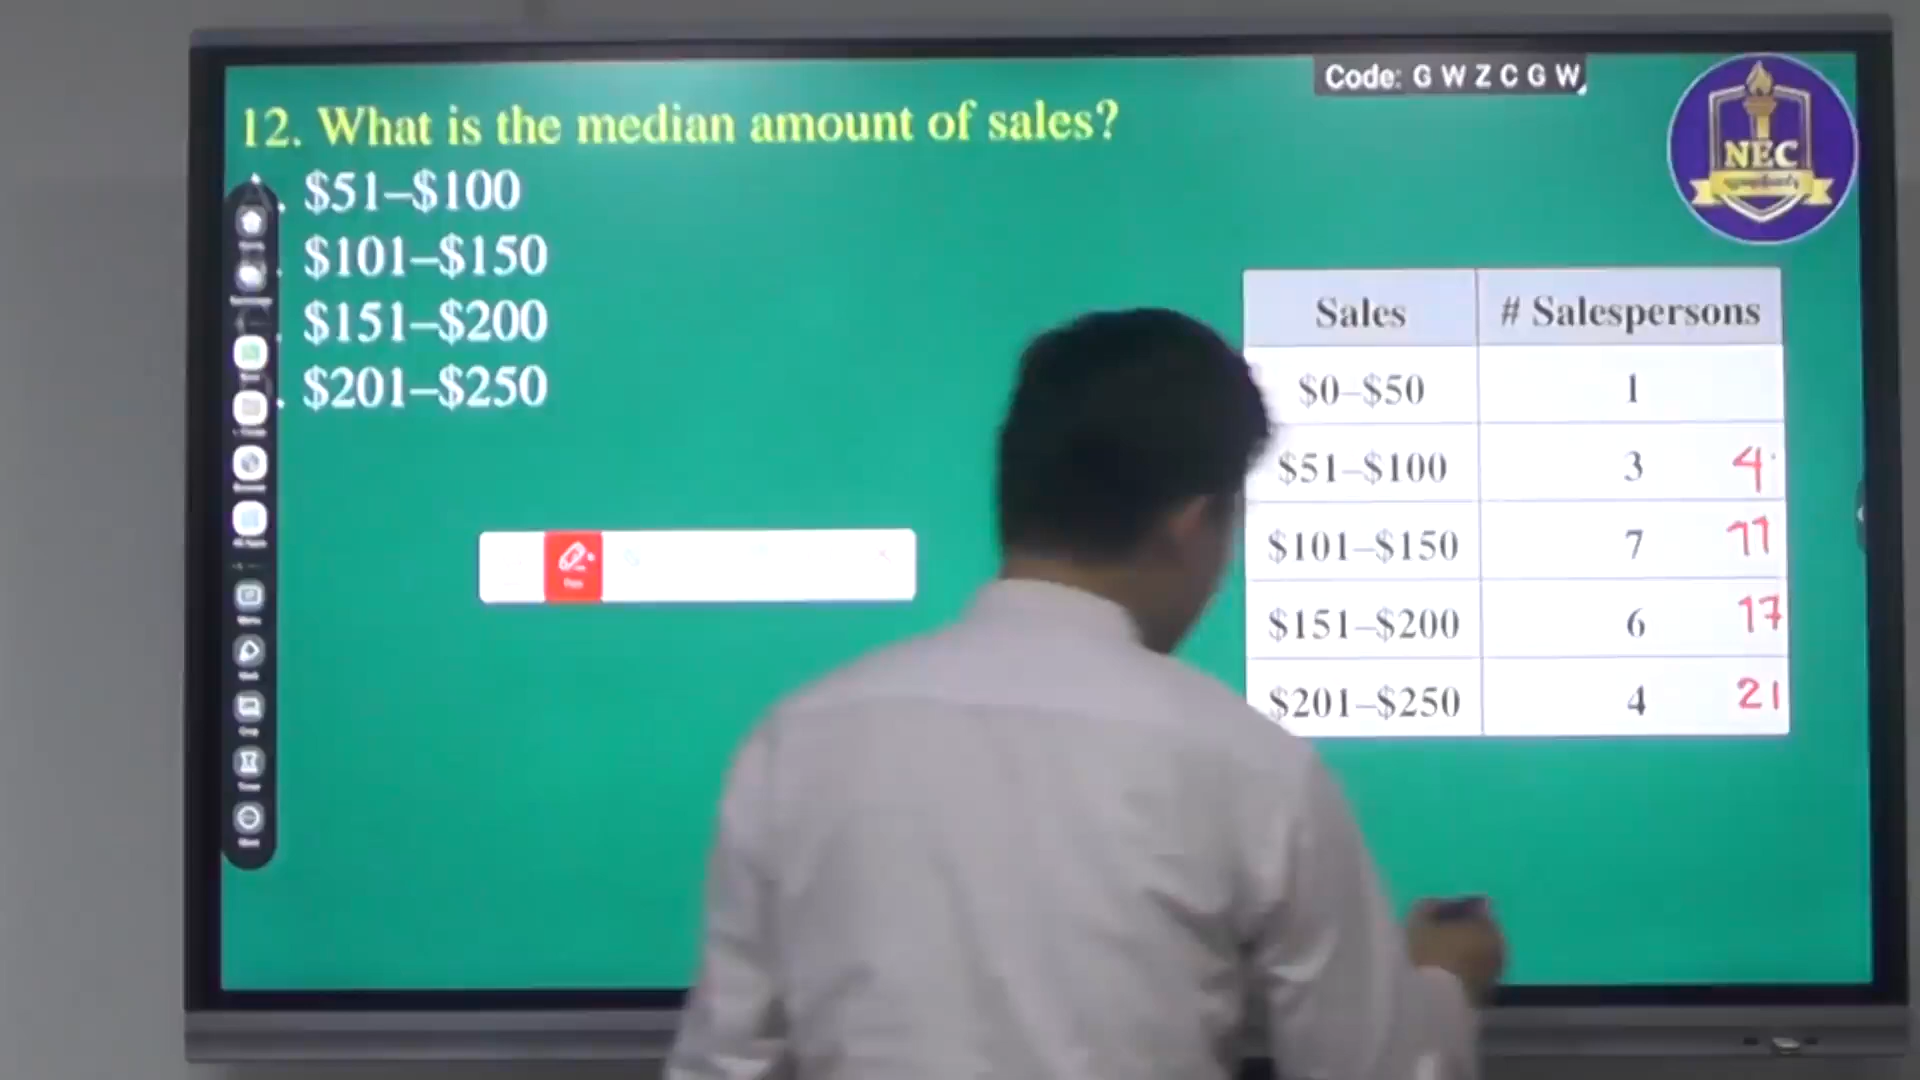 Code: G W Z C G W
12. What is the median amount of sales?
. $51–$100
. $101–$150
. $151–$200
. $201–$250
NEC
Sales # Salespersons
$0–$50 1
$51–$100 3 4
$101–$150 7 11
$151–$200 6 17
$201–$250 4 21